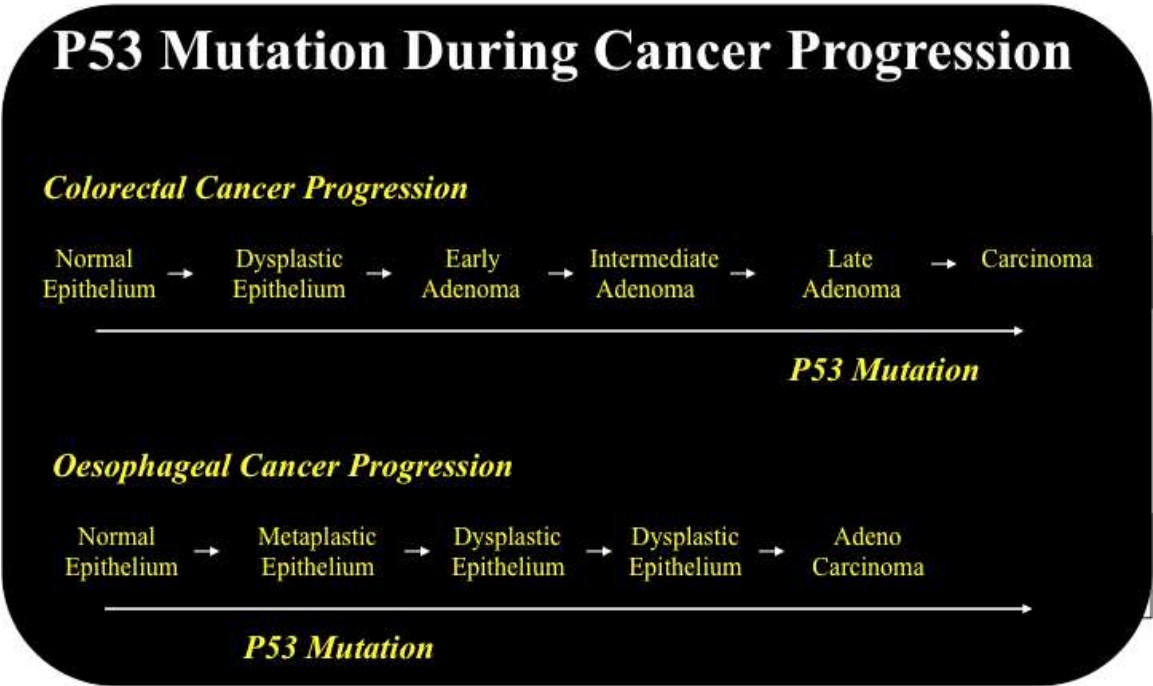 P53 Mutation During Cancer Progression
Colorectal Cancer Progression
Normal Epithelium
Dysplastic Epithelium
Early Adenoma
Intermediate Adenoma
Late Adenoma
Carcinoma
P53 Mutation
Oesophageal Cancer Progression
Normal Epithelium
Metaplastic Epithelium
Dysplastic Epithelium
Dysplastic Epithelium
Adeno Carcinoma
P53 Mutation